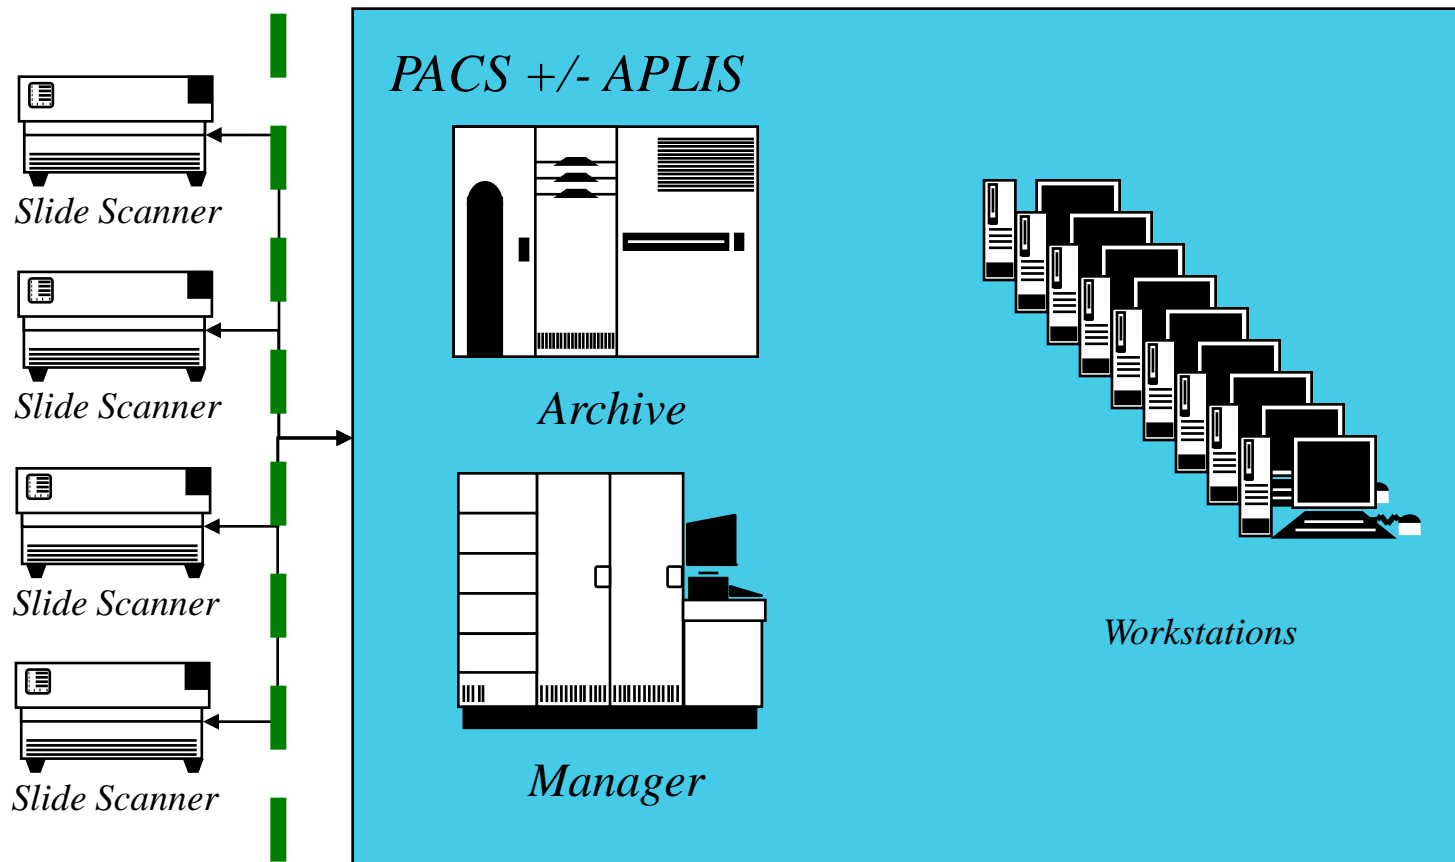 PACS +/- APLIS
Slide Scanner
Slide Scanner
Archive
Slide Scanner
Workstations
Manager
Slide Scanner